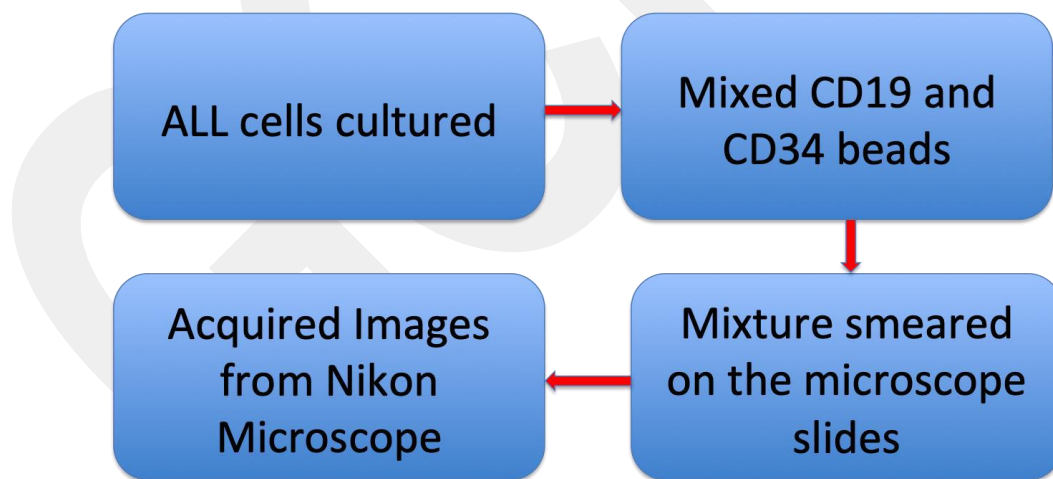 ALL cells cultured
Mixed CD19 and
CD34 beads
Mixture smeared
on the microscope
slides
Acquired Images
from Nikon
Microscope